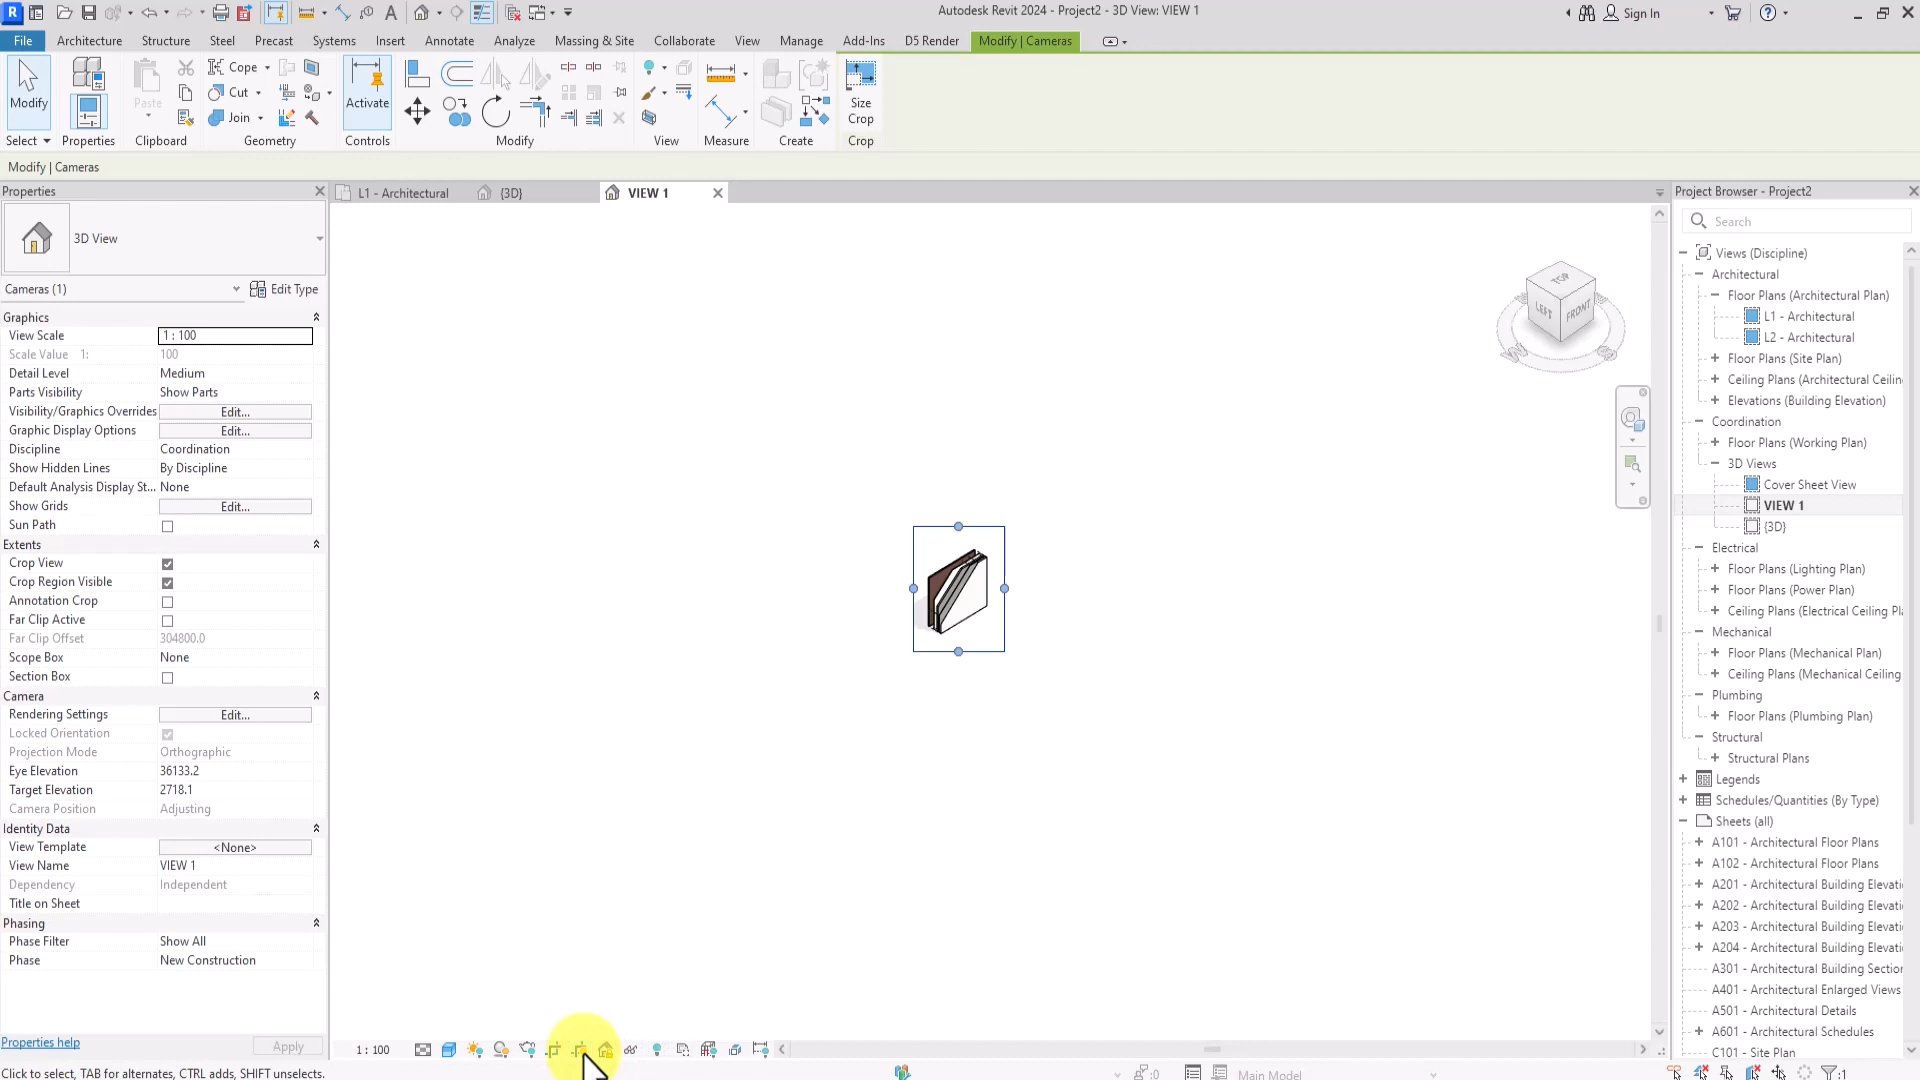 Autodesk Revit 2024 - Project2 - 3D View: VIEW 1
Sign In
File
Architecture
Structure
Steel
Precast
Systems
Insert
Annotate
Analyze
Massing & Site
Collaborate
View
Manage
Add-Ins
D5 Render
Modify | Cameras
Modify
Paste
Cope
Cut
Join
Activate
Size
Crop
Select
Properties
Clipboard
Geometry
Controls
Modify
View
Measure
Create
Crop
Modify | Cameras
Properties
3D View
Cameras (1)
Edit Type
Graphics
View Scale 1 : 100
Scale Value 1: 100
Detail Level Medium
Parts Visibility Show Parts
Visibility/Graphics Overrides Edit...
Graphic Display Options Edit...
Discipline Coordination
Show Hidden Lines By Discipline
Default Analysis Display St... None
Show Grids Edit...
Sun Path
Extents
Crop View
Crop Region Visible
Annotation Crop
Far Clip Active
Far Clip Offset 304800.0
Scope Box None
Section Box
Camera
Rendering Settings Edit...
Locked Orientation
Projection Mode Orthographic
Eye Elevation 36133.2
Target Elevation 2718.1
Camera Position Adjusting
Identity Data
View Template <None>
View Name VIEW 1
Dependency Independent
Title on Sheet
Phasing
Phase Filter Show All
Phase New Construction
Properties help
Apply
L1 - Architectural
{3D}
VIEW 1
TOP
LEFT
FRONT
Project Browser - Project2
Search
Views (Discipline)
Architectural
Floor Plans (Architectural Plan)
L1 - Architectural
L2 - Architectural
Floor Plans (Site Plan)
Ceiling Plans (Architectural Ceilin
Elevations (Building Elevation)
Coordination
Floor Plans (Working Plan)
3D Views
Cover Sheet View
VIEW 1
{3D}
Electrical
Floor Plans (Lighting Plan)
Floor Plans (Power Plan)
Ceiling Plans (Electrical Ceiling Pl
Mechanical
Floor Plans (Mechanical Plan)
Ceiling Plans (Mechanical Ceiling
Plumbing
Floor Plans (Plumbing Plan)
Structural
Structural Plans
Legends
Schedules/Quantities (By Type)
Sheets (all)
A101 - Architectural Floor Plans
A102 - Architectural Floor Plans
A201 - Architectural Building Elevati
A202 - Architectural Building Elevati
A203 - Architectural Building Elevati
A204 - Architectural Building Elevati
A301 - Architectural Building Section
A401 - Architectural Enlarged Views
A501 - Architectural Details
A601 - Architectural Schedules
C101 - Site Plan
1 : 100
Click to select, TAB for alternates, CTRL adds, SHIFT unselects.
:0
Main Model
:1